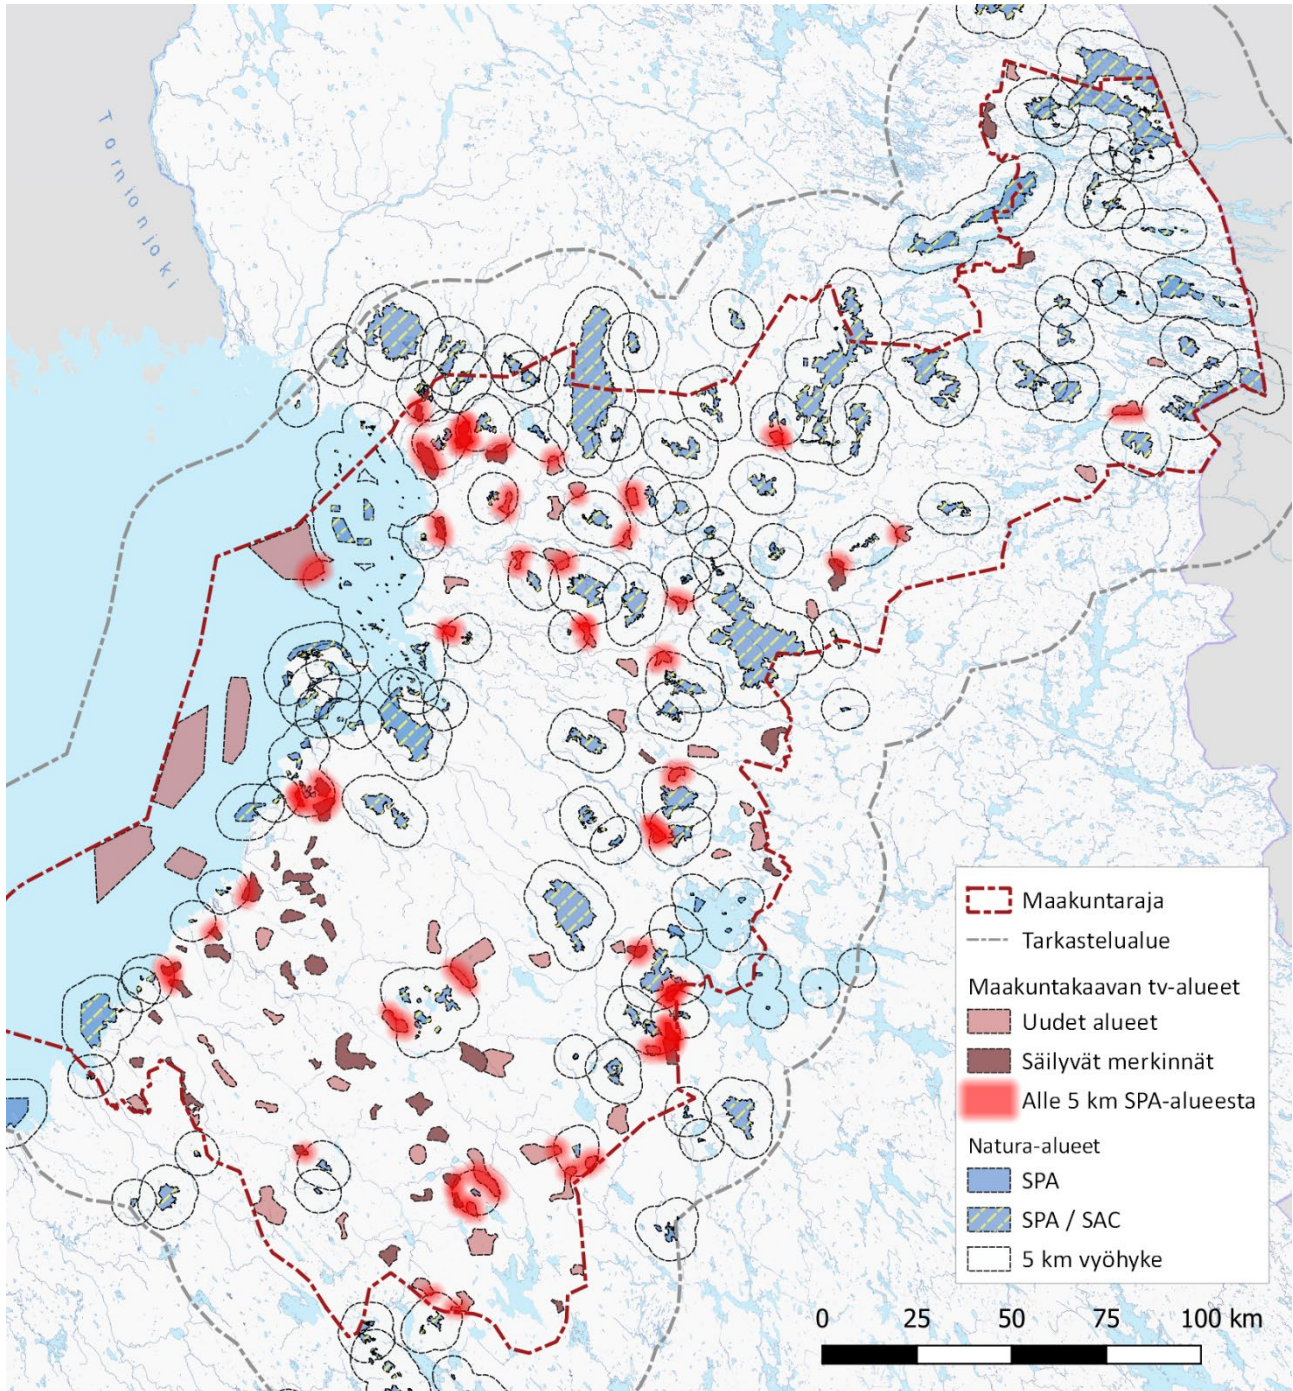 Tornionjoki
Maakuntaraja
Tarkastelualue
Maakuntakaavan tv-alueet
Uudet alueet
Säilyvät merkinnät
Alle 5 km SPA-alueesta
Natura-alueet
SPA
SPA / SAC
5 km vyöhyke
0 25 50 75 100 km